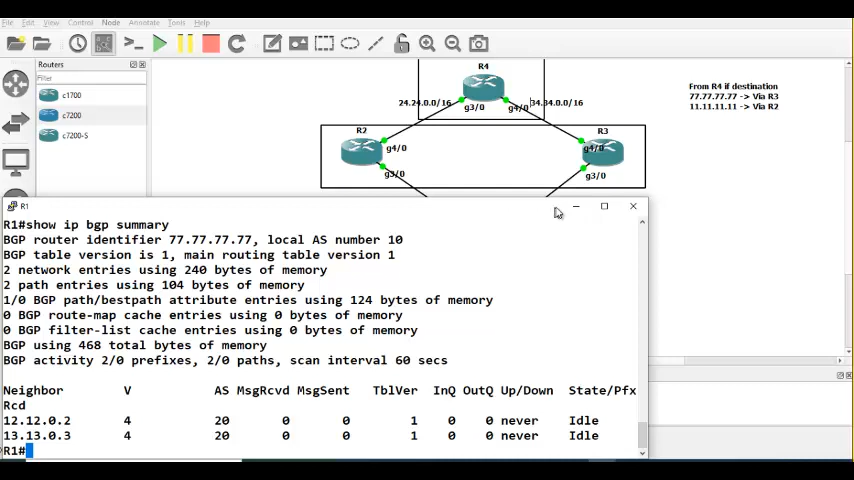 File Edit View Control Node Annotate Tools Help
Routers
Filter
c1700
c7200
c7200-S
R4
24.24.0.0/16
34.34.0.0/16
g3/0
g4/0
R2
R3
g4/0
g4/0
g3/0
g3/0
From R4 if destination
77.77.77.77 -> Via R3
11.11.11.11 -> Via R2
R1
R1#show ip bgp summary
BGP router identifier 77.77.77.77, local AS number 10
BGP table version is 1, main routing table version 1
2 network entries using 240 bytes of memory
2 path entries using 104 bytes of memory
1/0 BGP path/bestpath attribute entries using 124 bytes of memory
0 BGP route-map cache entries using 0 bytes of memory
0 BGP filter-list cache entries using 0 bytes of memory
BGP using 468 total bytes of memory
BGP activity 2/0 prefixes, 2/0 paths, scan interval 60 secs
Neighbor V AS MsgRcvd MsgSent TblVer InQ OutQ Up/Down State/Pfx
Rcd
12.12.0.2 4 20 0 0 1 0 0 never Idle
13.13.0.3 4 20 0 0 1 0 0 never Idle
R1#